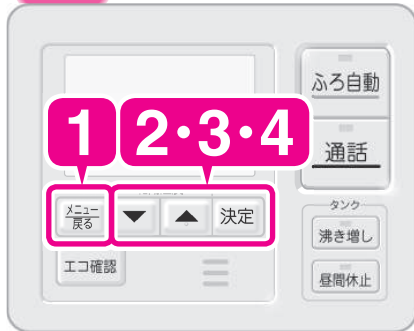 1
2・3・4
ふろ自動
通話
メニュー
戻る
▼
▲
決定
エコ確認
タンク
沸き増し
昼間休止